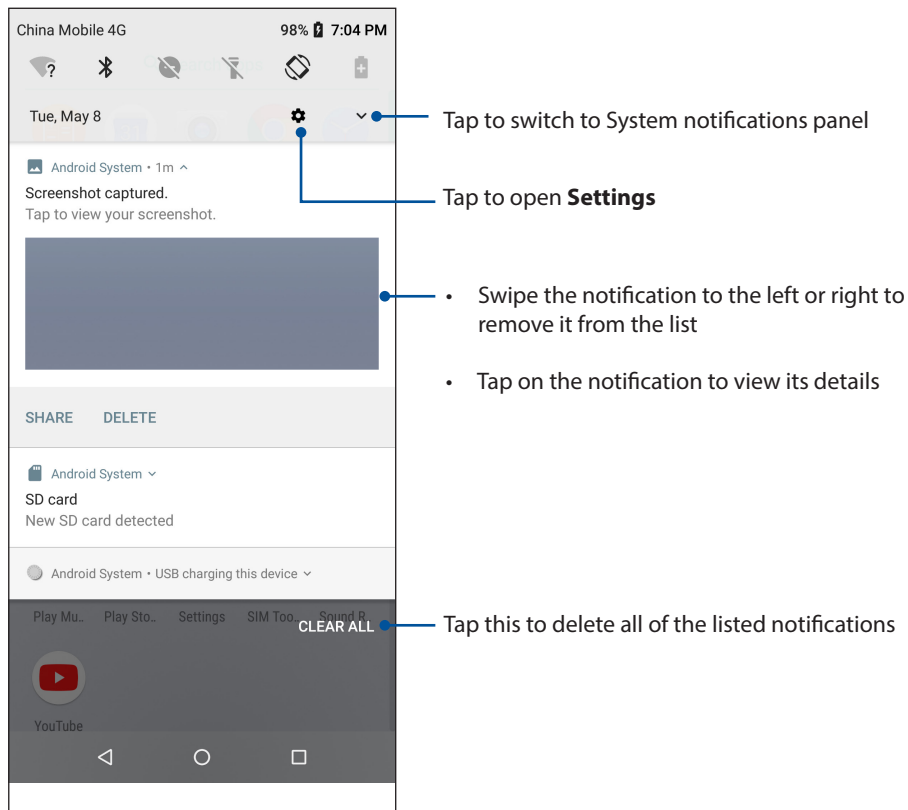 China Mobile 4G 98% 7:04 PM
?
Tue, May 8
Tap to switch to System notifications panel
Android System • 1m
Screenshot captured.
Tap to view your screenshot.
Tap to open Settings
• Swipe the notification to the left or right to
remove it from the list
• Tap on the notification to view its details
SHARE DELETE
Android System
SD card
New SD card detected
Android System • USB charging this device
Play Mu.. Play Sto.. Settings SIM Too.. Sound R..
CLEAR ALL
Tap this to delete all of the listed notifications
YouTube